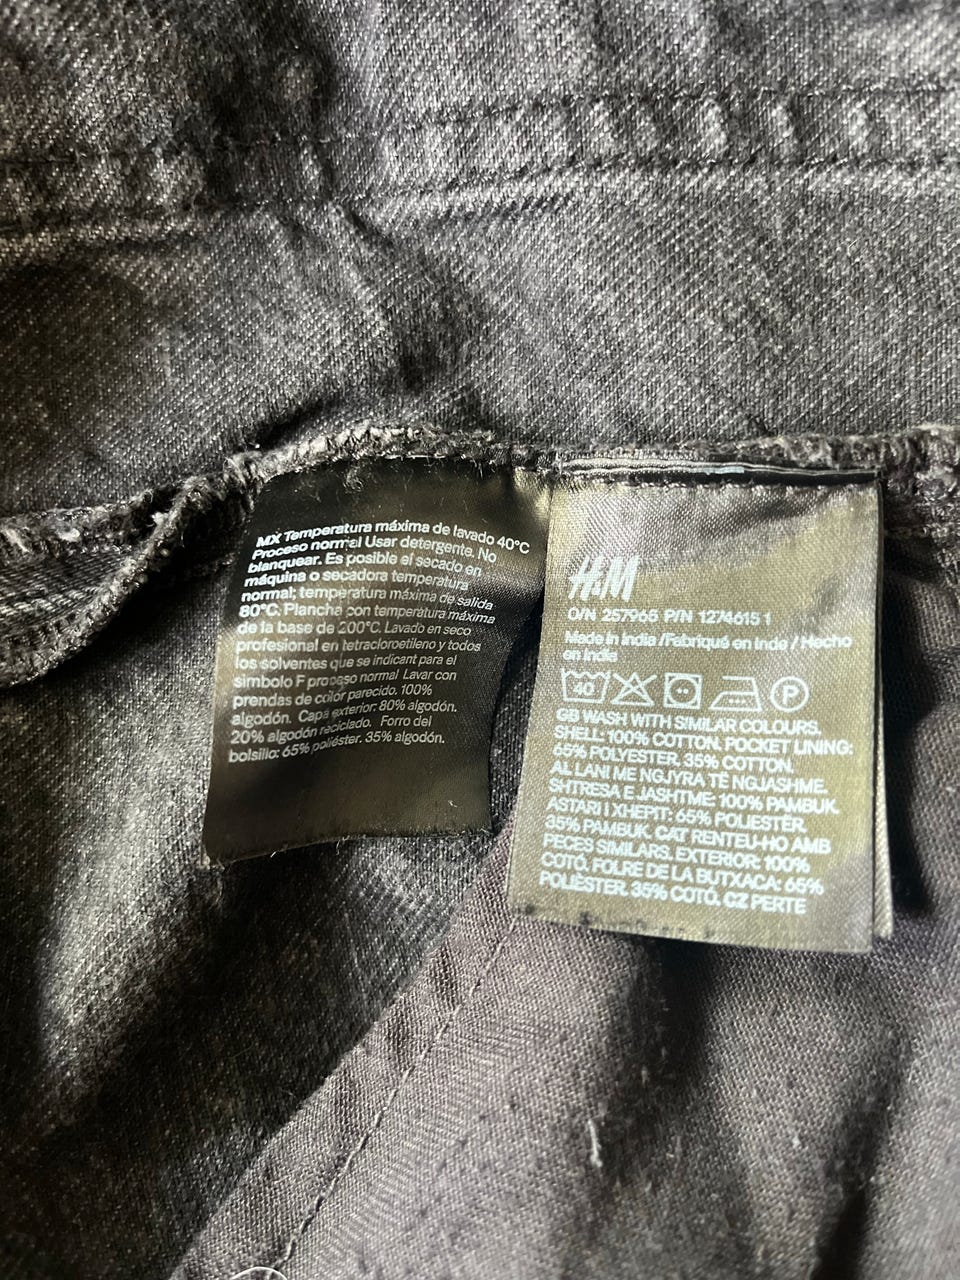 MX Temperatura máxima de lavado 40°C
Proceso normal Usar detergente. No
blanquear. Es posible el secado en
máquina o secadora temperatura
normal; temperatura máxima de salida
80°C. Plancha con temperatura máxima
de la base de 200°C. Lavado en seco
profesional en tetracloroetileno y todos
los solventes que se indicant para el
símbolo F proceso normal Lavar con
prendas de color parecido. 100%
algodón. Capa exterior: 80% algodón.
20% algodón reciclado. Forro del
bolsillo: 65% poliéster. 35% algodón.
H&M
O/N 257965 P/N 1274615 1
Made in India /Fabriqué en Inde / Hecho
en India
40 P
GB WASH WITH SIMILAR COLOURS.
SHELL: 100% COTTON. POCKET LINING:
65% POLYESTER. 35% COTTON.
AL LANI ME NGJYRA TË NGJASHME.
SHTRESA E JASHTME: 100% PAMBUK.
ASTARI I XHEPIT: 65% POLIESTËR.
35% PAMBUK. CAT RENTEU-HO AMB
PECES SIMILARS. EXTERIOR: 100%
COTÓ. FOLRE DE LA BUTXACA: 65%
POLIÈSTER. 35% COTÓ. CZ PERTE